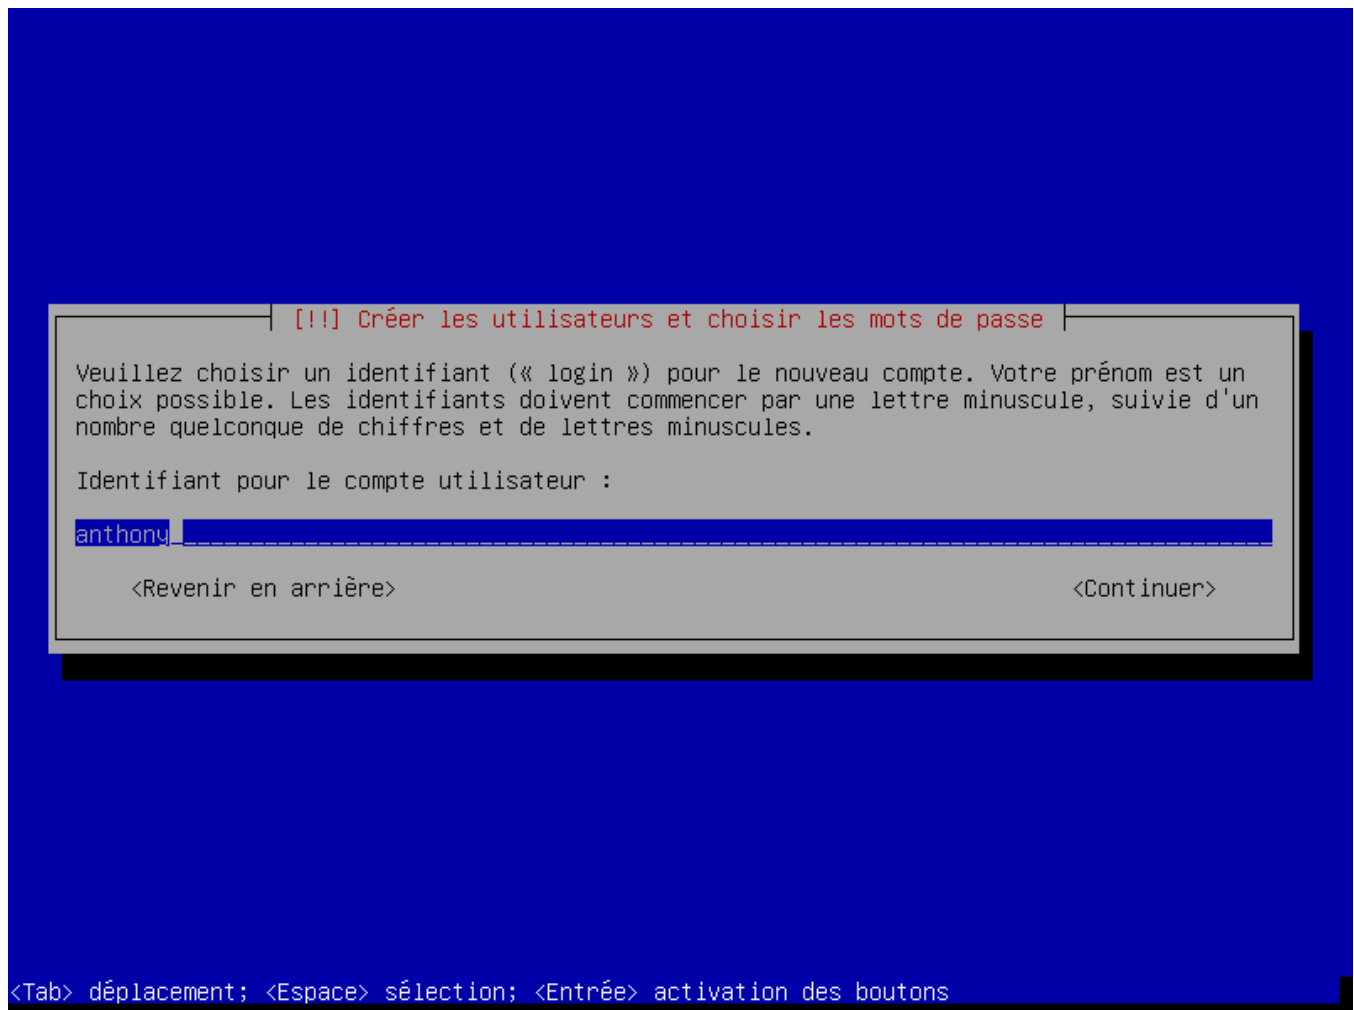 [!!] Créer les utilisateurs et choisir les mots de passe
Veuillez choisir un identifiant (« login ») pour le nouveau compte. Votre prénom est un
choix possible. Les identifiants doivent commencer par une lettre minuscule, suivie d'un
nombre quelconque de chiffres et de lettres minuscules.
Identifiant pour le compte utilisateur :
anthony
<Revenir en arrière> <Continuer>
<Tab> déplacement; <Espace> sélection; <Entrée> activation des boutons